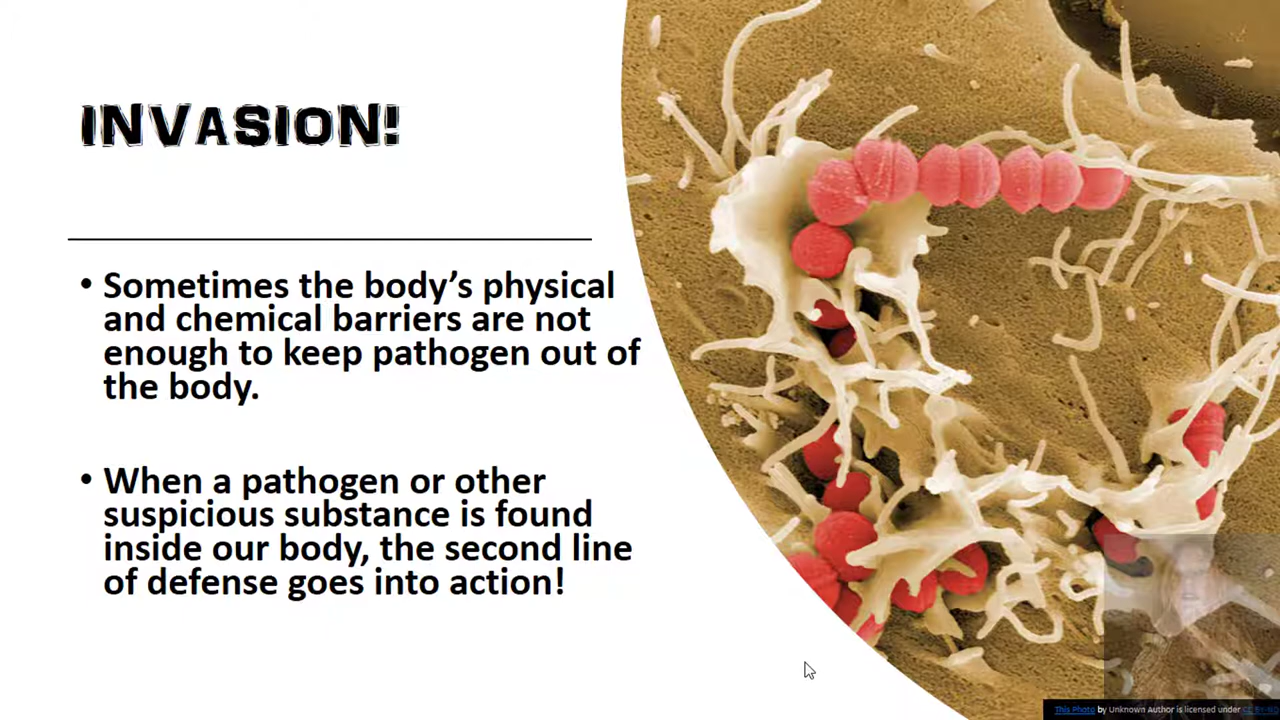 INVASION!
• Sometimes the body's physical
and chemical barriers are not
enough to keep pathogen out of
the body.
• When a pathogen or other
suspicious substance is found
inside our body, the second line
of defense goes into action!
This Photo by Unknown Author is licensed under